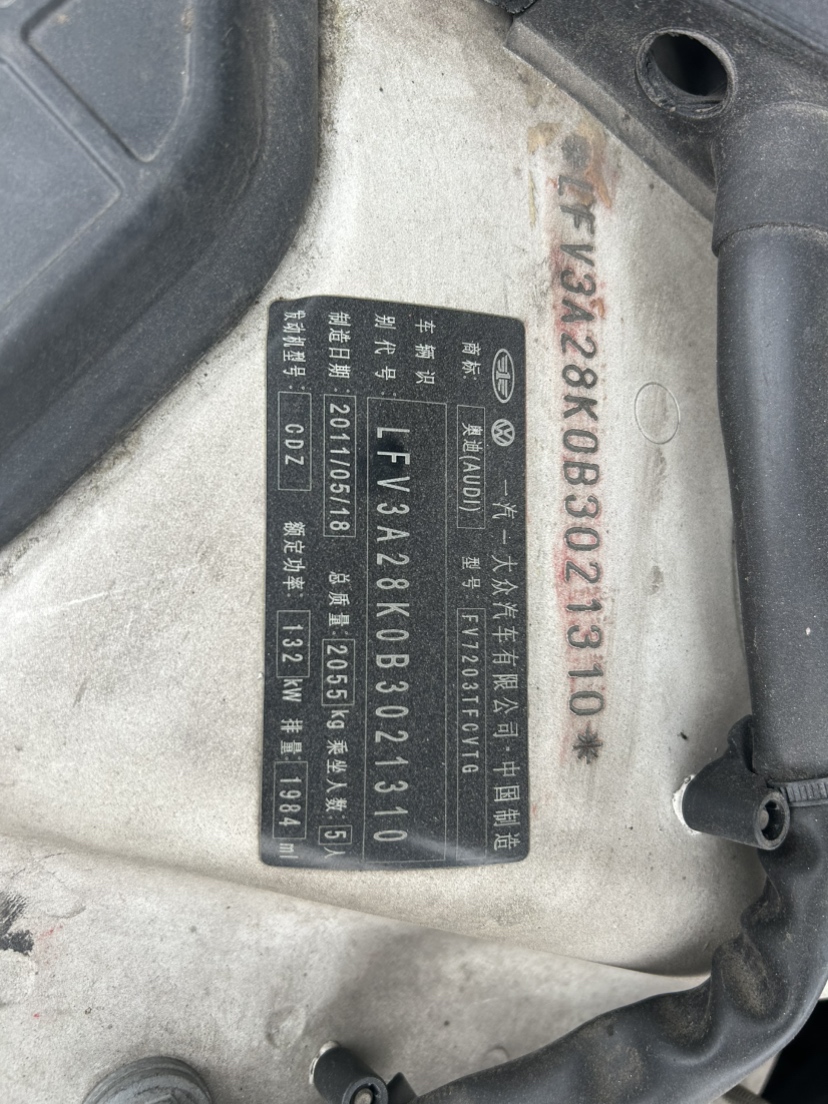 *LFV3A28K0B3021310*
一汽-大众汽车有限公司·中国制造
商标: 奥迪(AUDI) 型号 FV7203TFCVTG
车辆识别代号: LFV3A28K0B3021310
制造日期: 2011/05/18 总质量: 2055 kg 乘坐人数: 5人
发动机型号: CDZ 额定功率: 132 kW 排量: 1984 ml